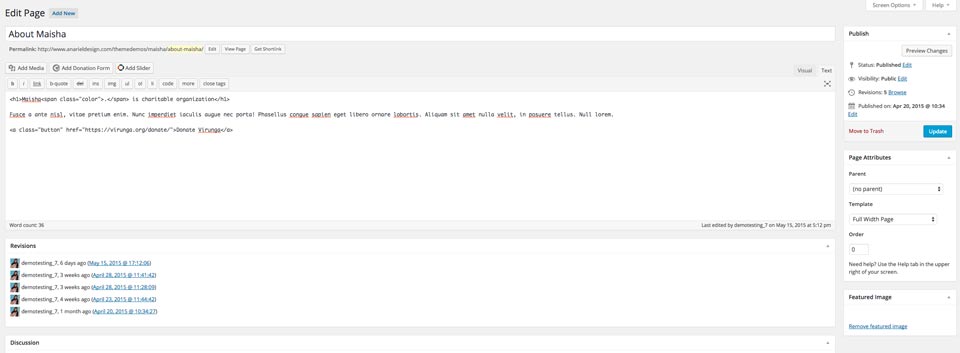 Screen Options Help
Edit Page Add New
About Maisha
Permalink: http://www.anarieldesign.com/themedemos/maisha/about-maisha/ Edit View Page Get Shortlink
Add Media Add Donation Form Add Slider
Visual Text
b i link b-quote del ins img ul ol li code more close tags
<h1>Maisha<span class="color">.</span> is charitable organization</h1>
Fusce a ante nisl, vitae pretium enim. Nunc imperdiet iaculis augue nec porta! Phasellus congue sapien eget libero ornare lobortis. Aliquam sit amet nulla velit, in posuere tellus. Null lorem.
<a class="button" href="https://virunga.org/donate/">Donate Virunga</a>
Word count: 36
Last edited by demotesting_7 on May 15, 2015 at 5:12 pm
Revisions
demotesting_7, 6 days ago (May 15, 2015 @ 17:12:06)
demotesting_7, 3 weeks ago (April 28, 2015 @ 11:41:42)
demotesting_7, 3 weeks ago (April 28, 2015 @ 11:28:09)
demotesting_7, 4 weeks ago (April 23, 2015 @ 11:44:42)
demotesting_7, 1 month ago (April 20, 2015 @ 10:34:27)
Discussion
Publish
Preview Changes
Status: Published Edit
Visibility: Public Edit
Revisions: 5 Browse
Published on: Apr 20, 2015 @ 10:34
Edit
Move to Trash Update
Page Attributes
Parent
(no parent)
Template
Full Width Page
Order
0
Need help? Use the Help tab in the upper
right of your screen.
Featured Image
Remove featured image